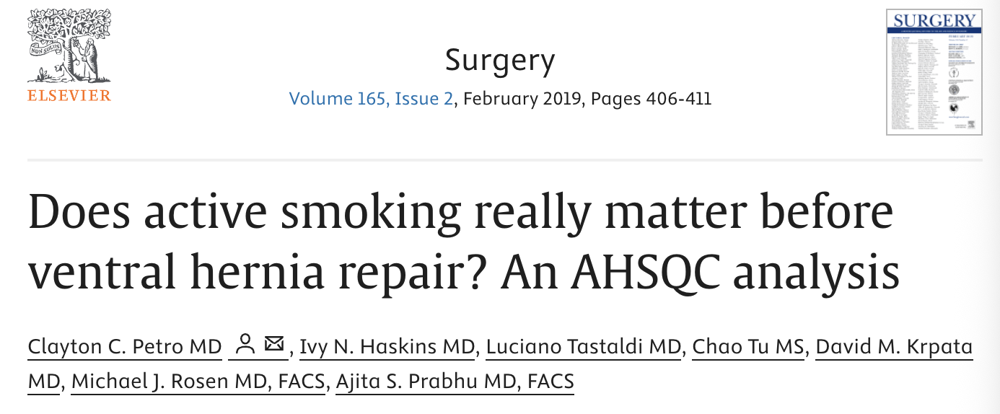 NON SOLUS
ELSEVIER
Surgery
Volume 165, Issue 2, February 2019, Pages 406-411
SURGERY
Does active smoking really matter before
ventral hernia repair? An AHSQC analysis
Clayton C. Petro MD, Ivy N. Haskins MD, Luciano Tastaldi MD, Chao Tu MS, David M. Krpata
MD, Michael J. Rosen MD, FACS, Ajita S. Prabhu MD, FACS